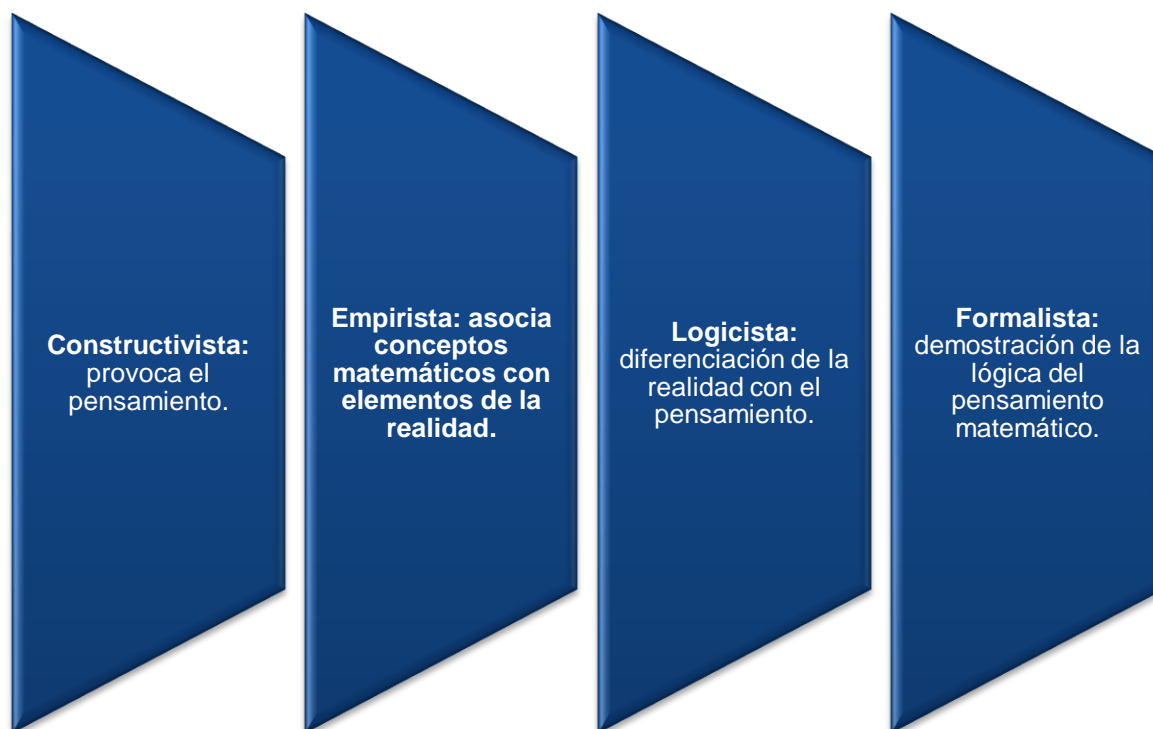 Constructivista:
provoca el
pensamiento.
Empirista: asocia
conceptos
matemáticos con
elementos de la
realidad.
Logicista:
diferenciación de la
realidad con el
pensamiento.
Formalista:
demostración de la
lógica del
pensamiento
matemático.